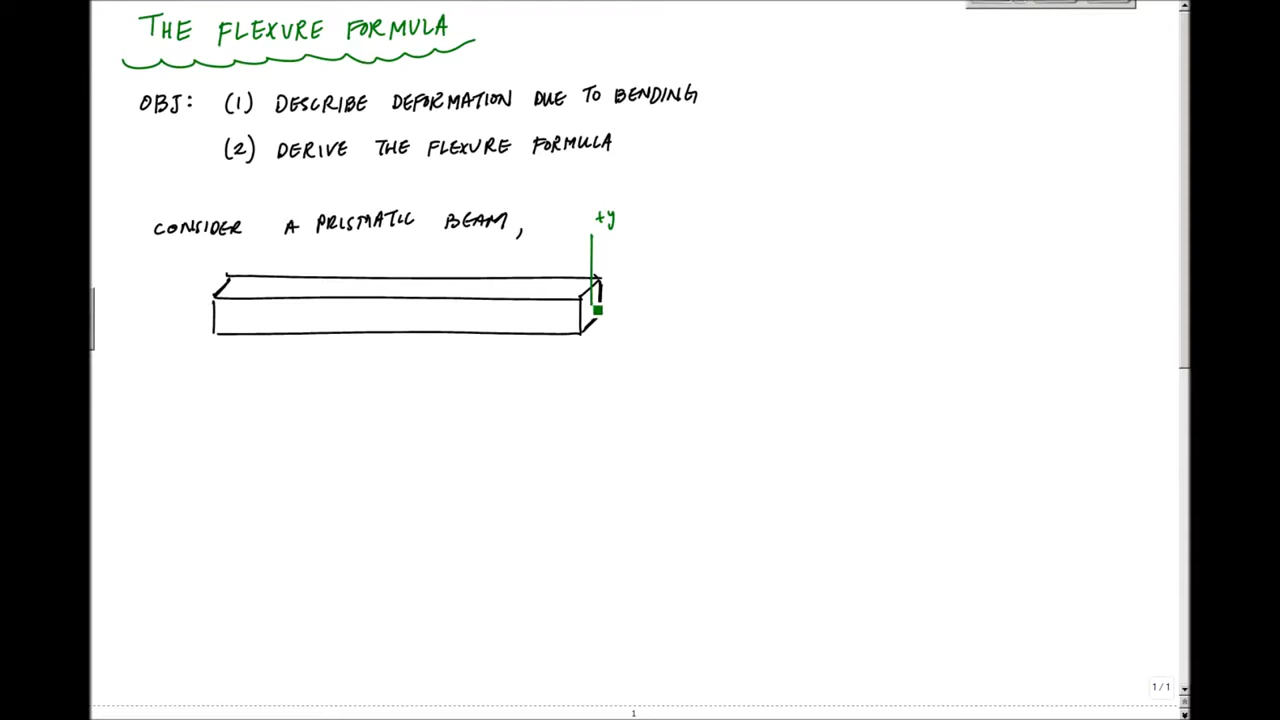 THE FLEXURE FORMULA
OBJ: (1) DESCRIBE DEFORMATION DUE TO BENDING
(2) DERIVE THE FLEXURE FORMULA
CONSIDER A PRISMATIC BEAM,
+y
1/1
1